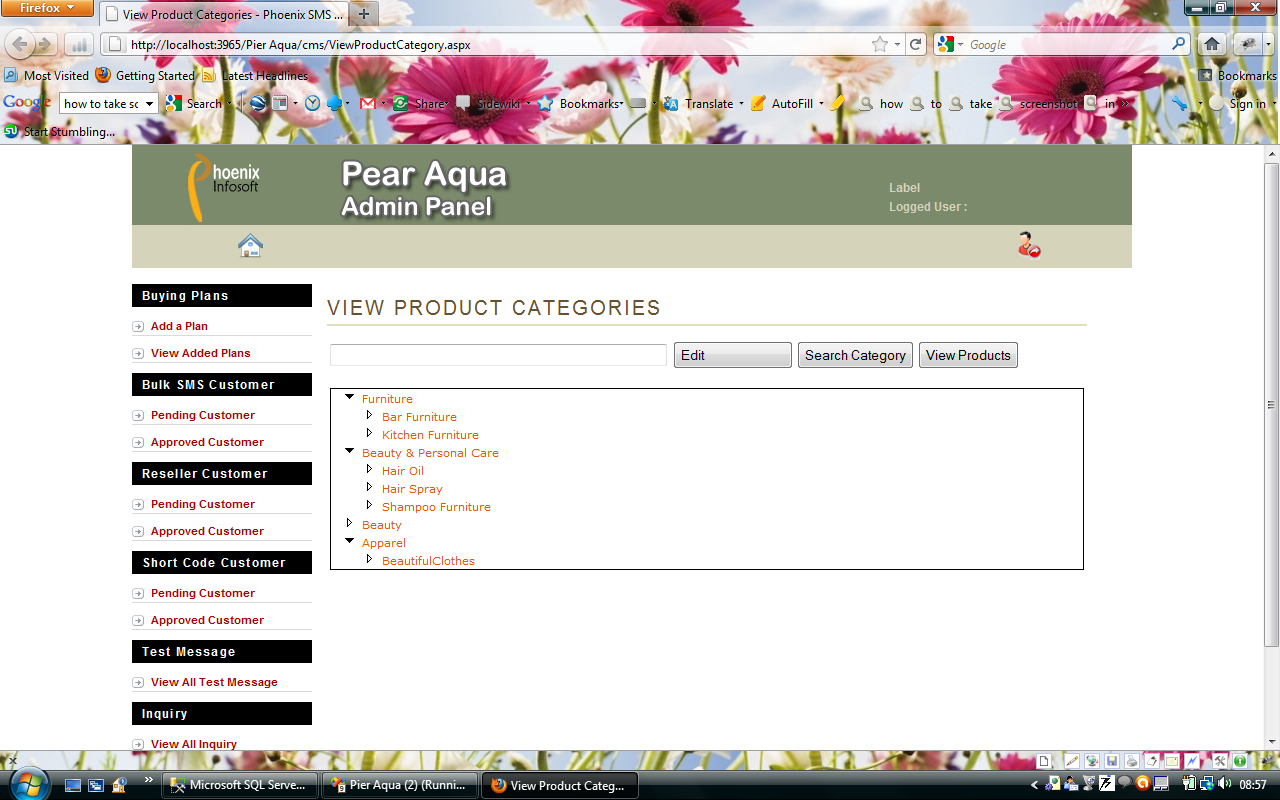 Firefox
View Product Categories - Phoenix SMS ...
http://localhost:3965/Pier Aqua/cms/ViewProductCategory.aspx
Google
Most Visited Getting Started Latest Headlines Bookmarks
Google how to take sc Search Share Sidewiki Bookmarks Translate AutoFill how to take screenshot in » Sign in
Start Stumbling...
Phoenix
Infosoft
Pear Aqua
Admin Panel
Label
Logged User :
Buying Plans
Add a Plan
View Added Plans
Bulk SMS Customer
Pending Customer
Approved Customer
Reseller Customer
Pending Customer
Approved Customer
Short Code Customer
Pending Customer
Approved Customer
Test Message
View All Test Message
Inquiry
View All Inquiry
VIEW PRODUCT CATEGORIES
Edit Search Category View Products
Furniture
Bar Furniture
Kitchen Furniture
Beauty & Personal Care
Hair Oil
Hair Spray
Shampoo Furniture
Beauty
Apparel
BeautifulClothes
Microsoft SQL Serve... Pier Aqua (2) (Runni... View Product Categ... 08:57